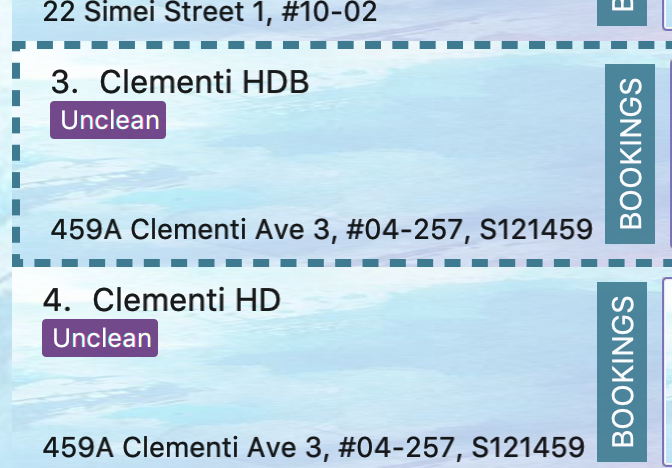 22 Simei Street 1, #10-02
3. Clementi HDB
Unclean
459A Clementi Ave 3, #04-257, S121459
BOOKINGS
4. Clementi HD
Unclean
459A Clementi Ave 3, #04-257, S121459
BOOKINGS